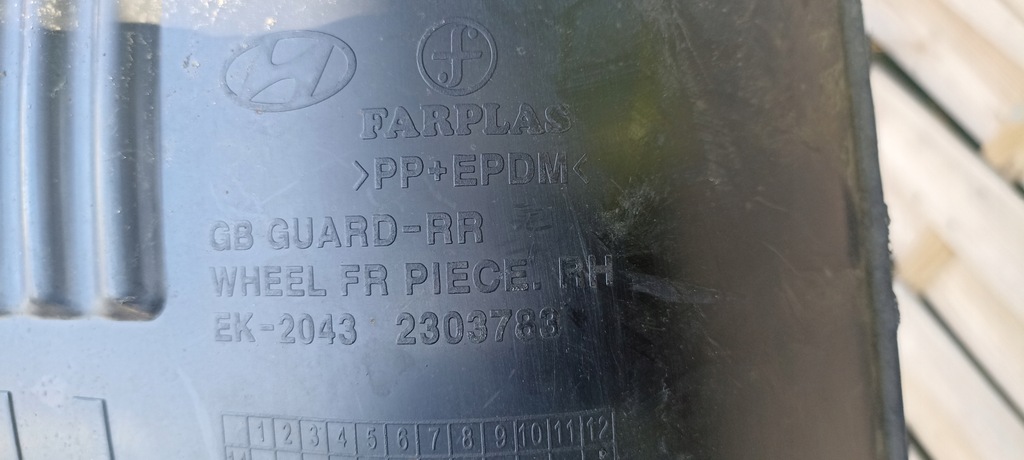 FARPLAS
>PP+EPDM<
GB GUARD-RR
WHEEL FR PIECE. RH
EK-2043 2303783
1 2 3 4 5 6 7 8 9 10 11 12